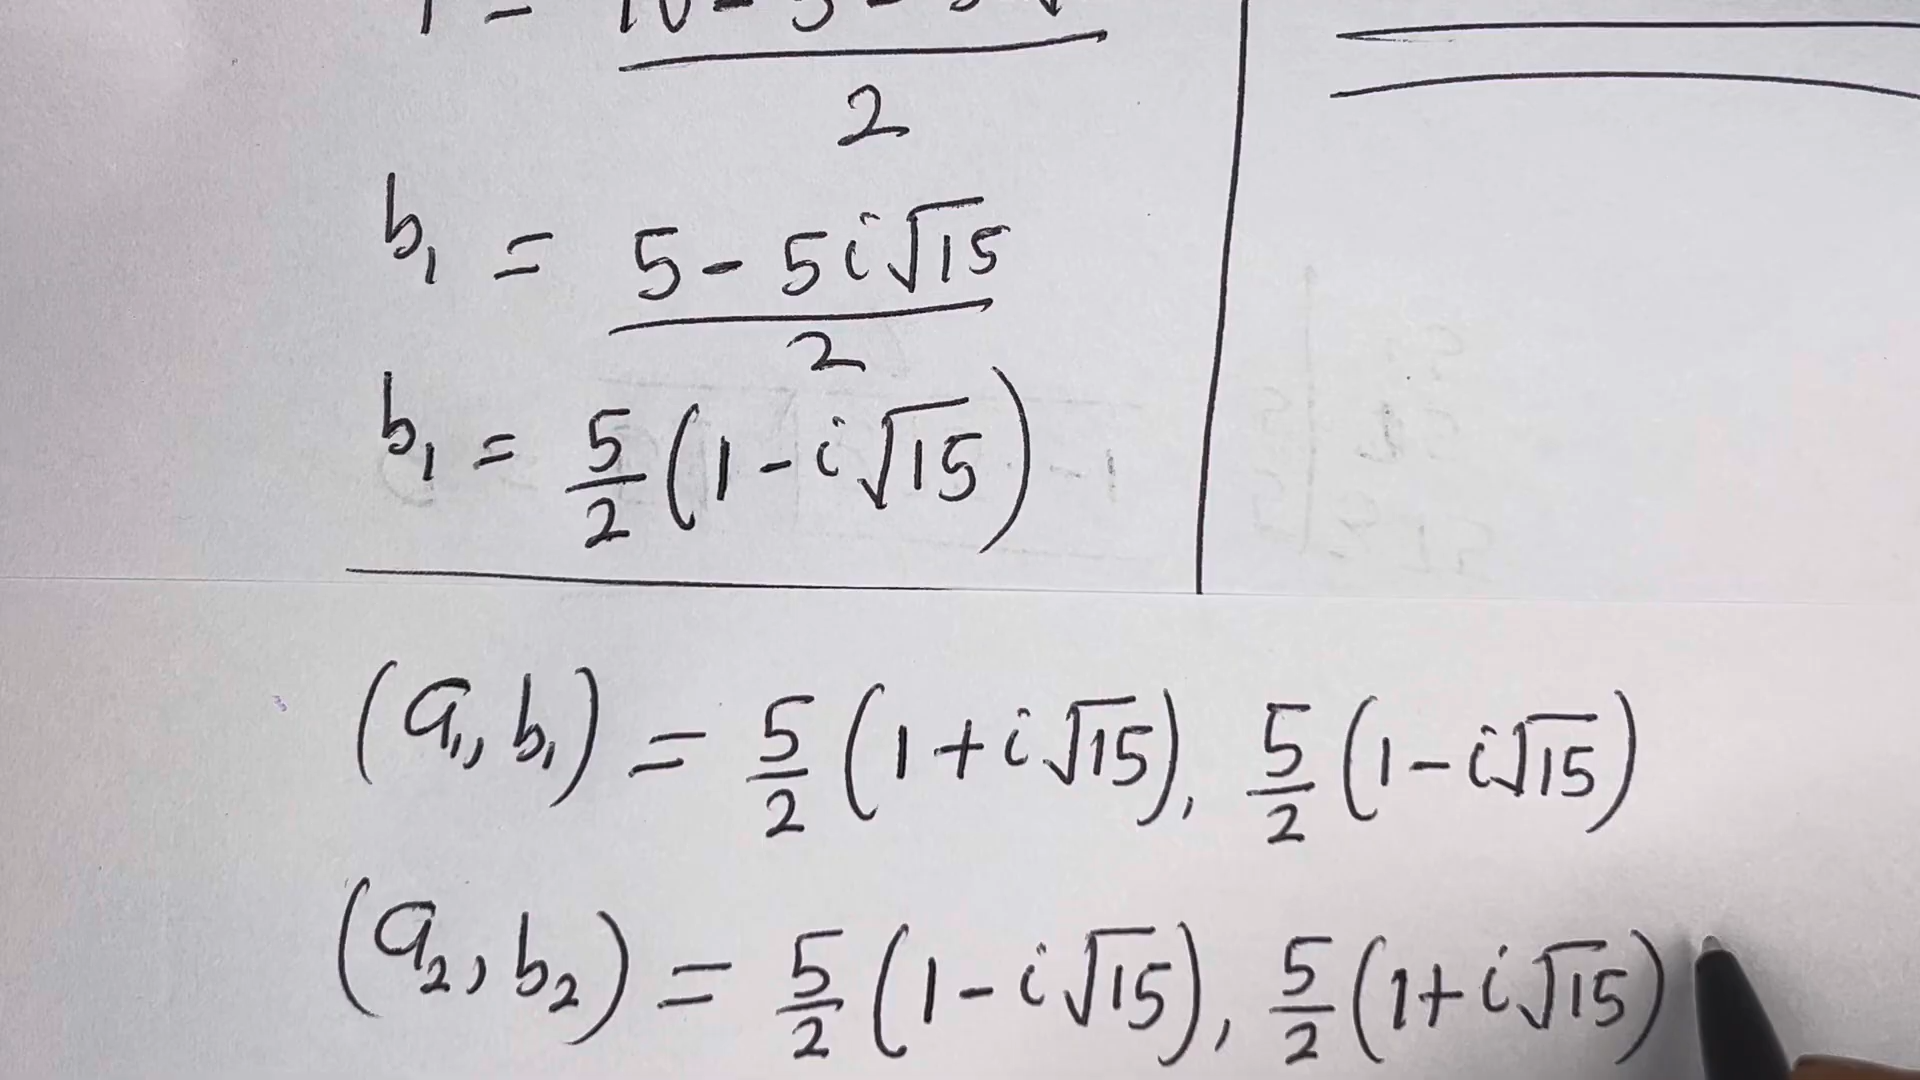 2
b₁ = (5 - 5i√15)/2
b₁ = 5/2 (1 - i√15)
(a₁, b₁) = 5/2 (1 + i√15), 5/2 (1 - i√15)
(a₂, b₂) = 5/2 (1 - i√15), 5/2 (1 + i√15)